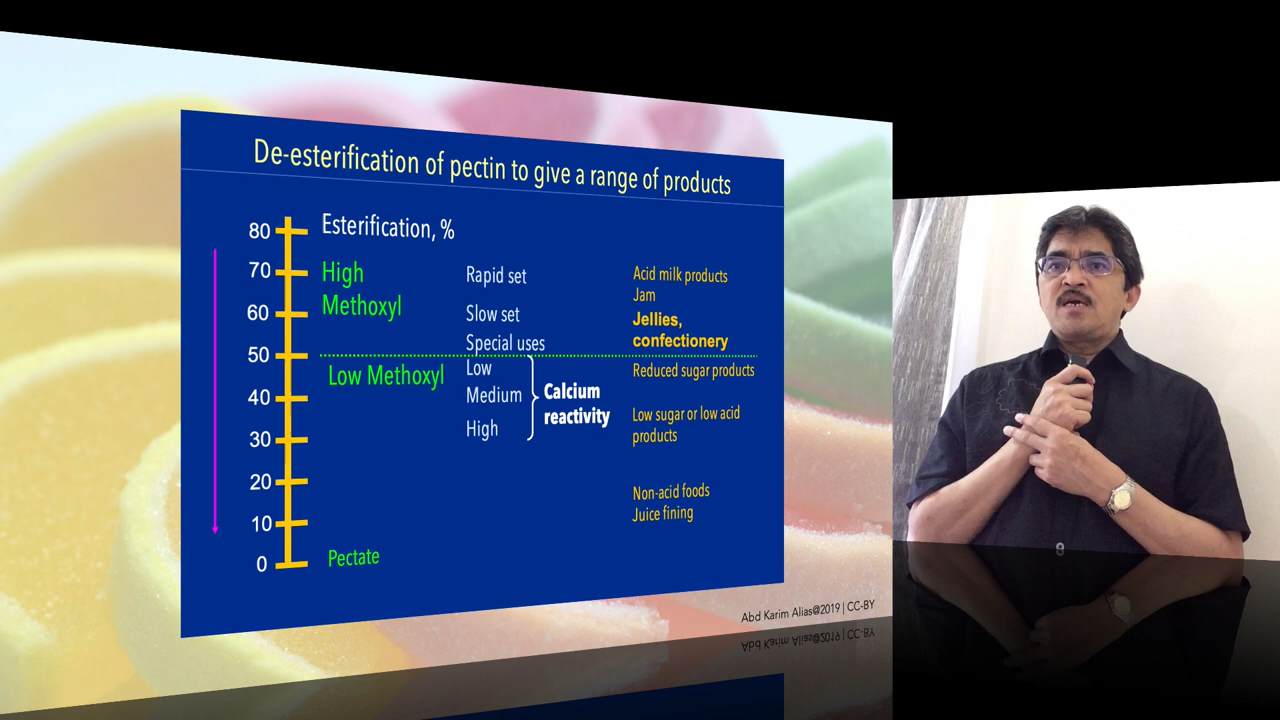 De-esterification of pectin to give a range of products
Esterification, %
80
70
60
50
40
30
20
10
0
High
Methoxyl
Low Methoxyl
Pectate
Rapid set
Slow set
Special uses
Low
Medium
High
Calcium
reactivity
Acid milk products
Jam
Jellies,
confectionery
Reduced sugar products
Low sugar or low acid
products
Non-acid foods
Juice fining
Abd Karim Alias@2019 | CC-BY